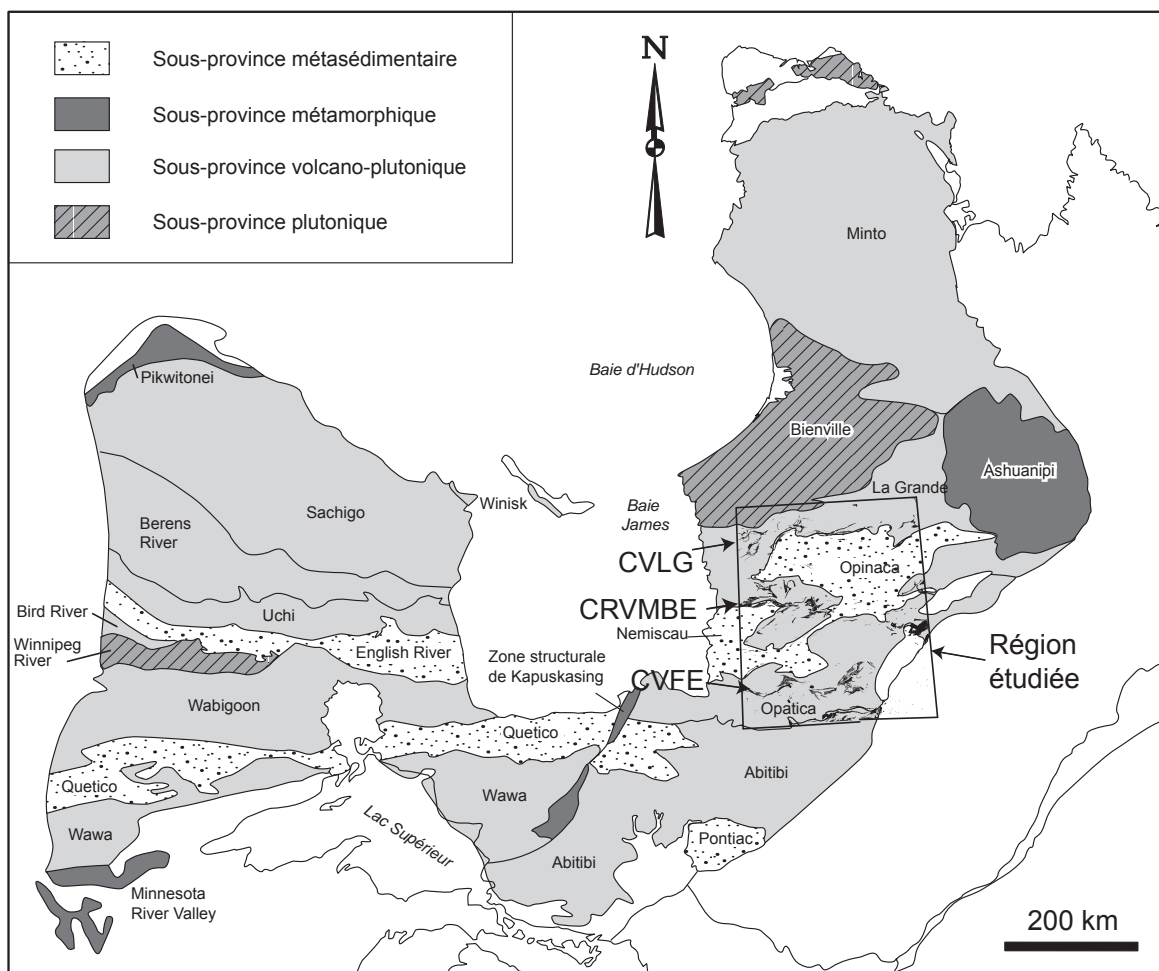 Sous-province métasédimentaire
Sous-province métamorphique
Sous-province volcano-plutonique
Sous-province plutonique
N
Minto
Pikwitonei
Baie d'Hudson
Bienville
Ashuanipi
La Grande
Winisk
Sachigo
Berens
River
Baie
James
CVLG
Opinaca
Uchi
CRVMBE
Bird River
Nemiscau
Winnipeg
River
English River
Zone structurale
de Kapuskasing
Région
étudiée
CVFE
Wabigoon
Opatica
Quetico
Abitibi
Quetico
Wawa
Wawa
Lac Supérieur
Pontiac
Abitibi
Minnesota
River Valley
200 km